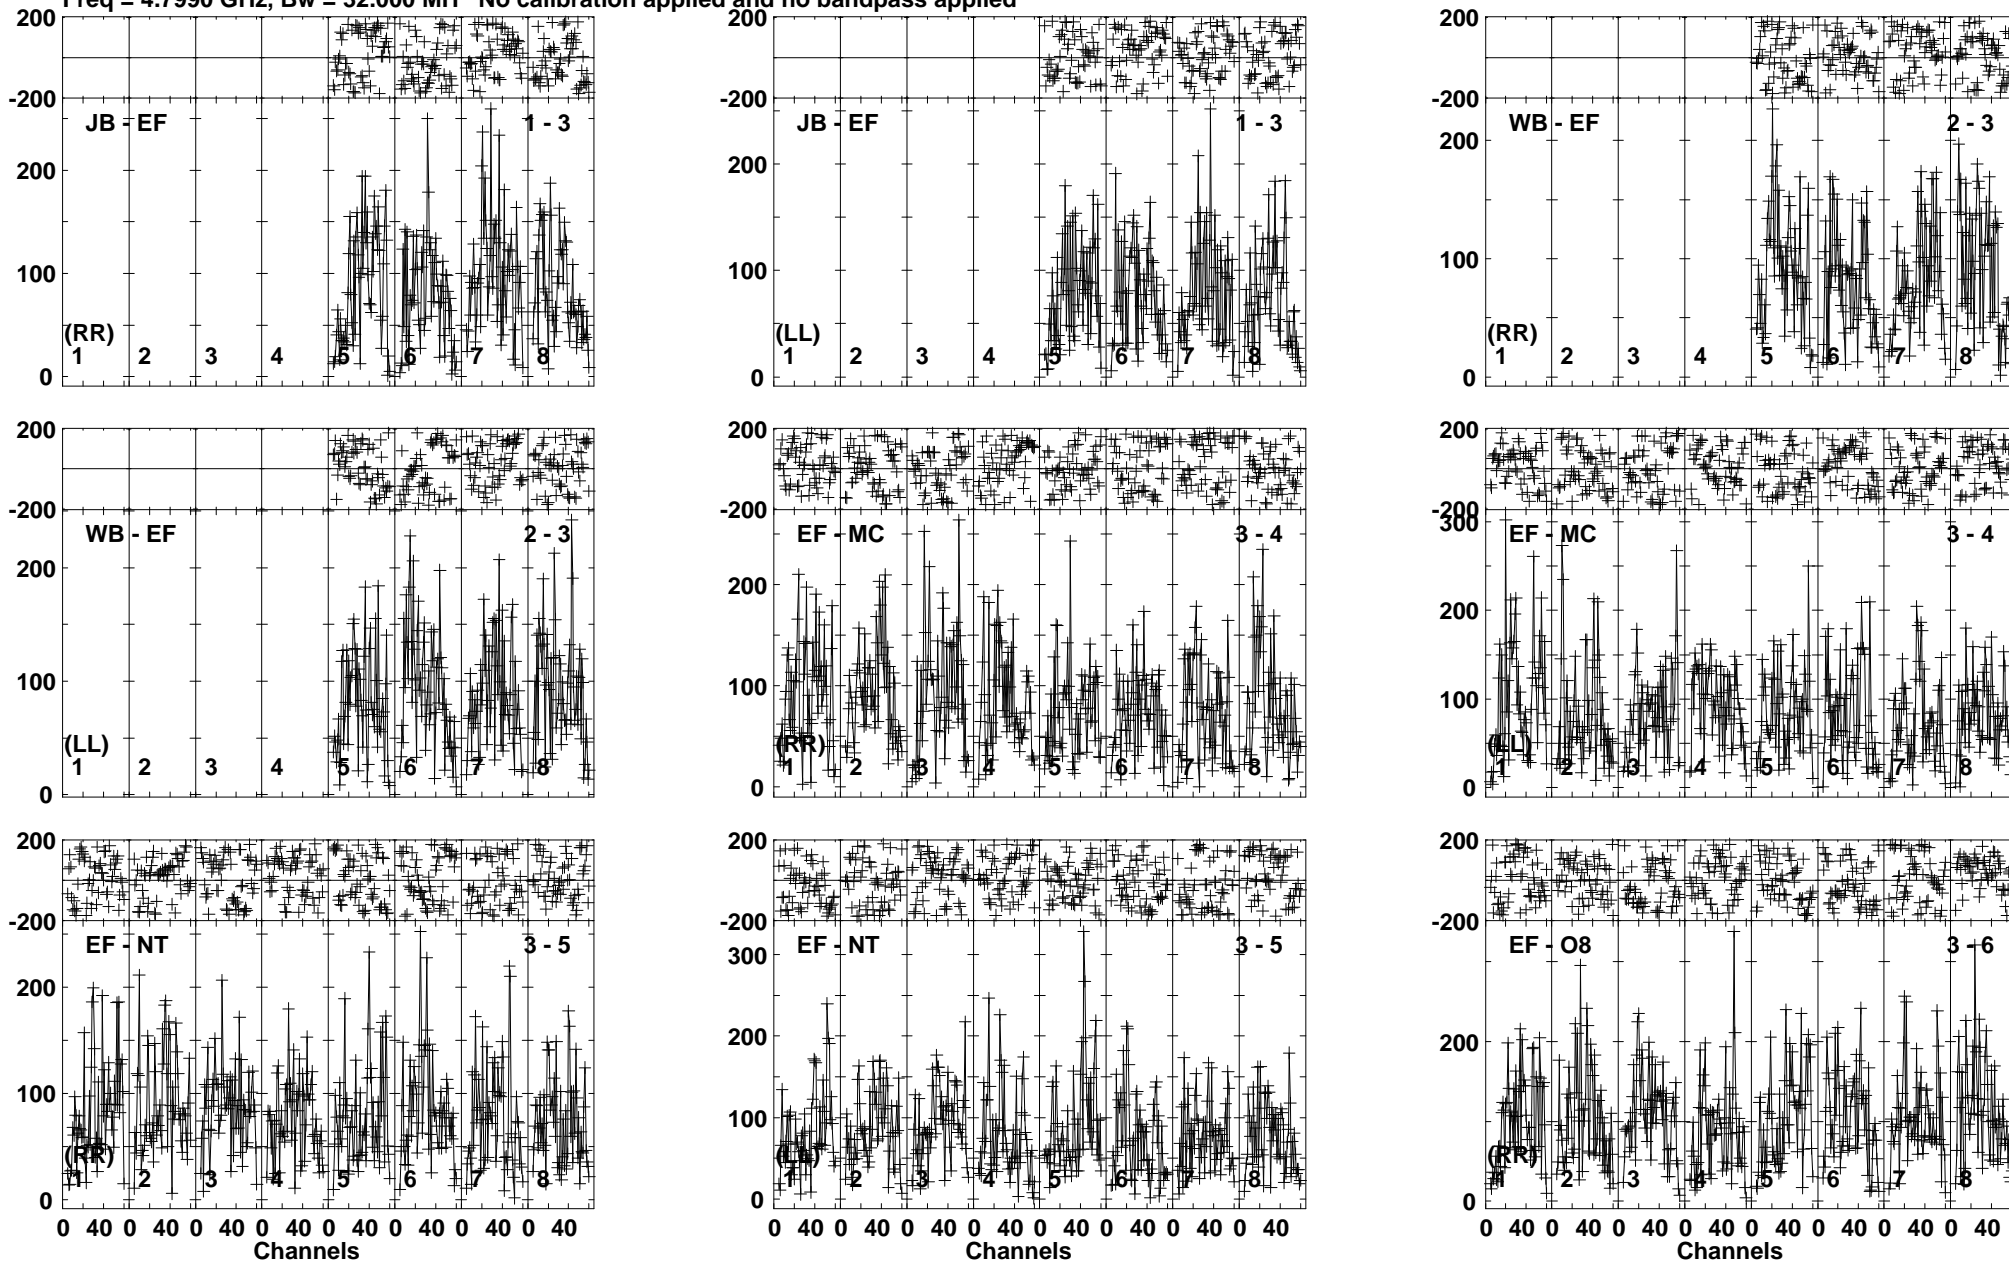 Freq = 4.7990 GHz, Bw = 32.000 MH No calibration applied and no bandpass applied
200 200 200
-200 -200 -200
JB - EF 1 - 3 JB - EF 1 - 3 WB - EF 2 - 3
200 200 200
100 100 100
(RR) (LL) (RR)
1 2 3 4 5 6 7 8 1 2 3 4 5 6 7 8 1 2 3 4 5 6 7 8
0 0 0
200 200 200
-200 -200 -200
300
WB - EF 2 - 3 EF - MC 3 - 4 EF - MC 3 - 4
200 200 200
100 100 100
(LL) (RR) (LL)
1 2 3 4 5 6 7 8 1 2 3 4 5 6 7 8 1 2 3 4 5 6 7 8
0 0 0
200 200 200
-200 -200 -200
EF - NT 3 - 5 EF - NT 3 - 5 EF - O8 3 - 6
300
200 200 200
100 100
(RR) (LL) (RR)
1 2 3 4 5 6 7 8 1 2 3 4 5 6 7 8 1 2 3 4 5 6 7 8
0 0 0
0 40 0 40 0 40 0 40 0 40 0 40 0 40 0 40 0 40 0 40 0 40 0 40 0 40 0 40 0 40 0 40 0 40 0 40 0 40 0 40 0 40 0 40 0 40 0 40
Channels Channels Channels